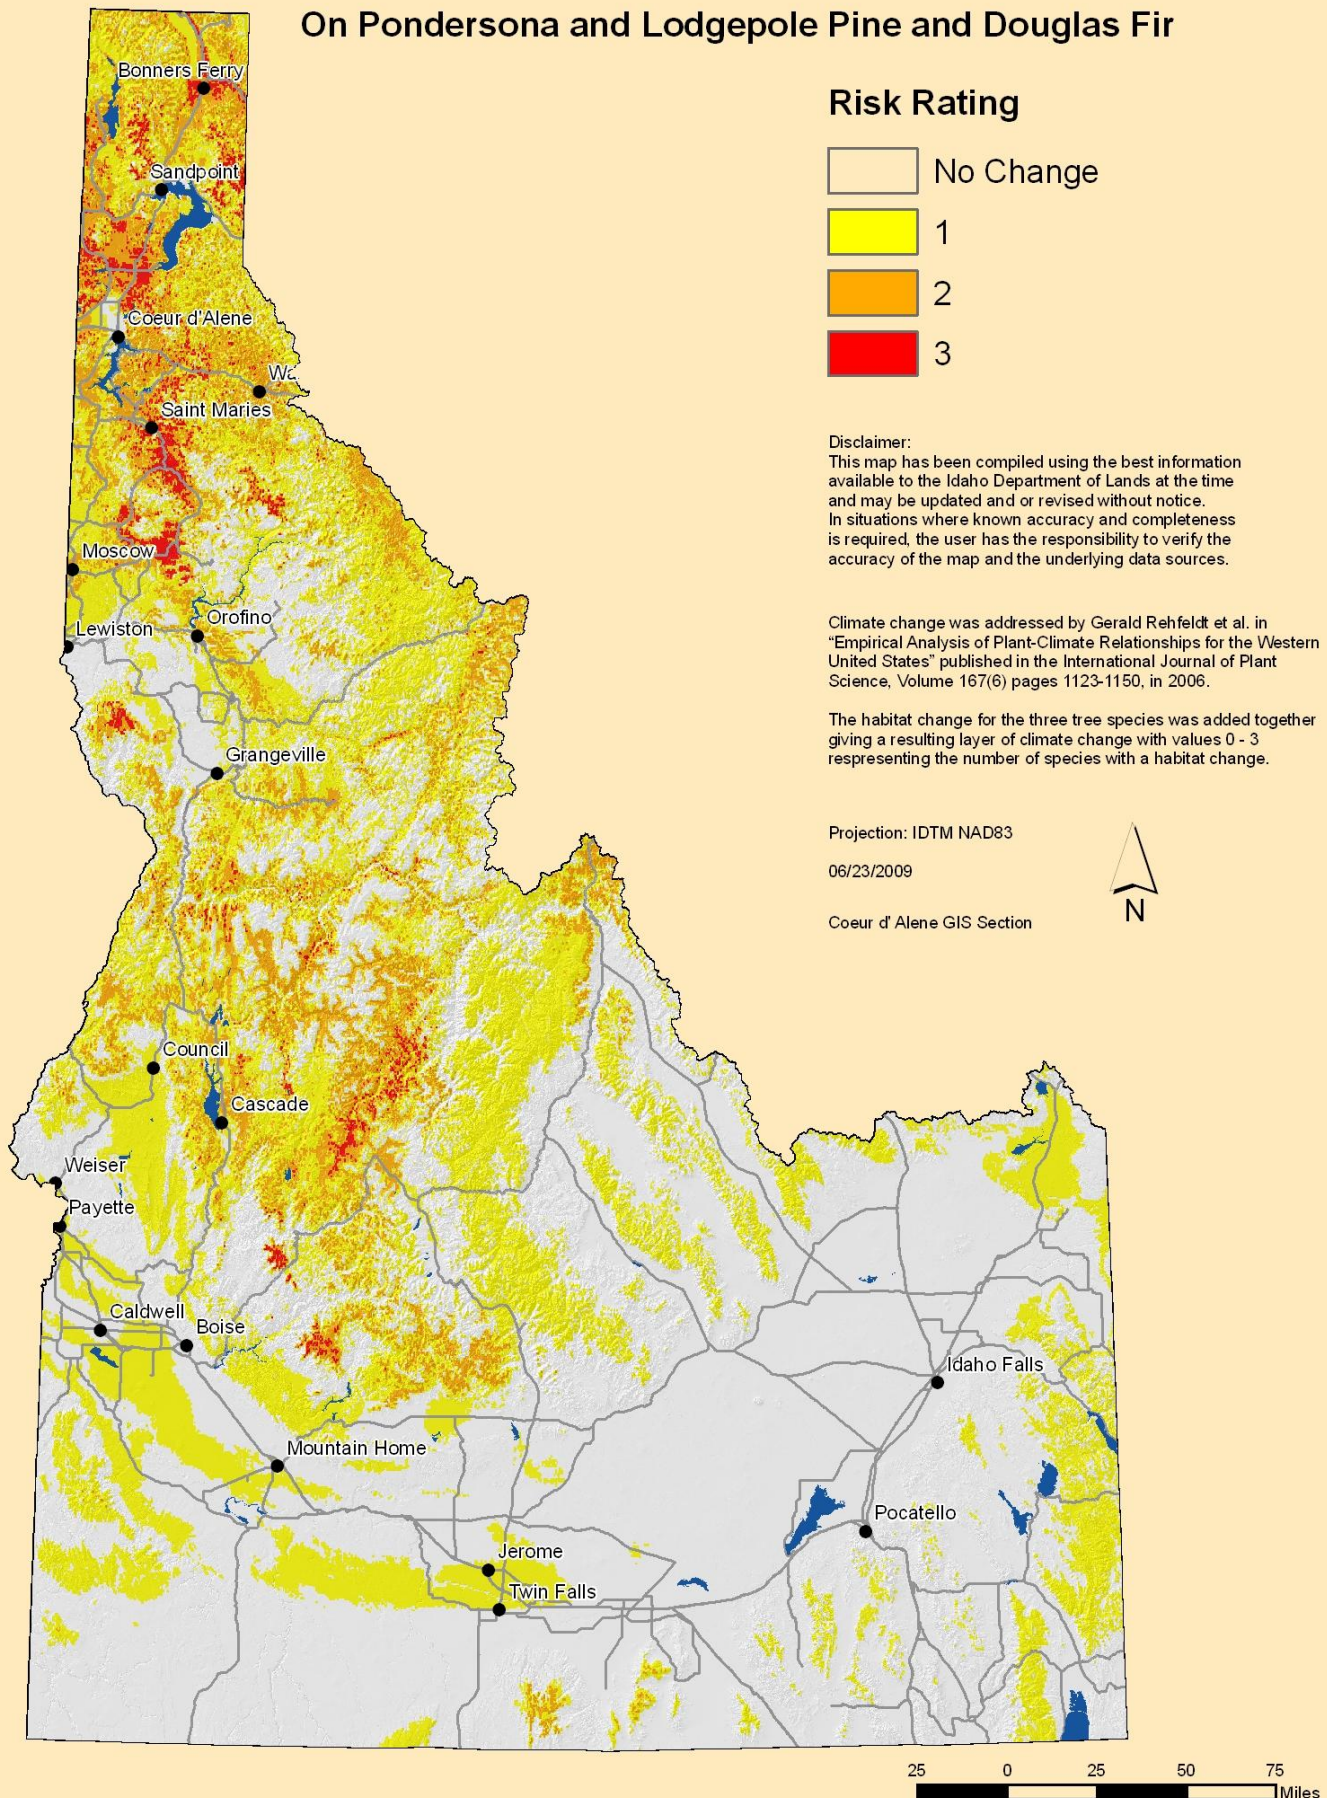 On Pondersona and Lodgepole Pine and Douglas Fir
Risk Rating
No Change
1
2
3
Disclaimer:
This map has been compiled using the best information
available to the Idaho Department of Lands at the time
and may be updated and or revised without notice.
In situations where known accuracy and completeness
is required, the user has the responsibility to verify the
accuracy of the map and the underlying data sources.
Climate change was addressed by Gerald Rehfeldt et al. in
“Empirical Analysis of Plant-Climate Relationships for the Western
United States” published in the International Journal of Plant
Science, Volume 167(6) pages 1123-1150, in 2006.
The habitat change for the three tree species was added together
giving a resulting layer of climate change with values 0 - 3
respresenting the number of species with a habitat change.
Projection: IDTM NAD83
06/23/2009
Coeur d' Alene GIS Section
N
Bonners Ferry
Sandpoint
Coeur d'Alene
Wa
Saint Maries
Moscow
Orofino
Lewiston
Grangeville
Council
Cascade
Weiser
Payette
Caldwell
Boise
Idaho Falls
Mountain Home
Pocatello
Jerome
Twin Falls
25 0 25 50 75
Miles